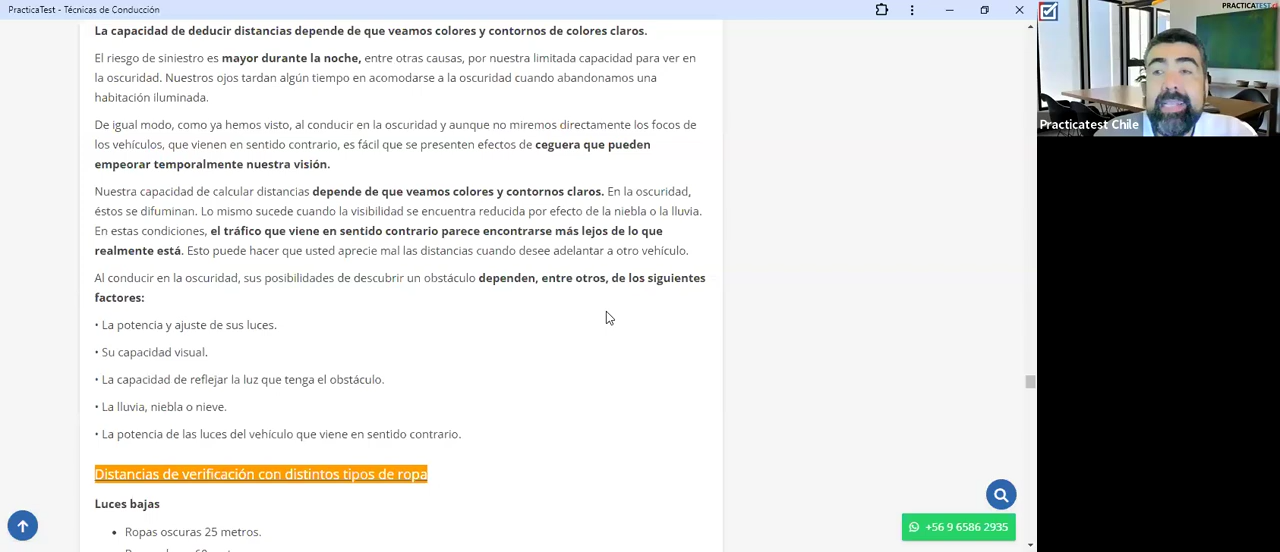 PracticaTest - Técnicas de Conducción
PRACTICATEST
La capacidad de deducir distancias depende de que veamos colores y contornos de colores claros.
El riesgo de siniestro es mayor durante la noche, entre otras causas, por nuestra limitada capacidad para ver en
la oscuridad. Nuestros ojos tardan algún tiempo en acomodarse a la oscuridad cuando abandonamos una
habitación iluminada.
De igual modo, como ya hemos visto, al conducir en la oscuridad y aunque no miremos directamente los focos de
los vehículos, que vienen en sentido contrario, es fácil que se presenten efectos de ceguera que pueden
empeorar temporalmente nuestra visión.
Practicatest Chile
Nuestra capacidad de calcular distancias depende de que veamos colores y contornos claros. En la oscuridad,
éstos se difuminan. Lo mismo sucede cuando la visibilidad se encuentra reducida por efecto de la niebla o la lluvia.
En estas condiciones, el tráfico que viene en sentido contrario parece encontrarse más lejos de lo que
realmente está. Esto puede hacer que usted aprecie mal las distancias cuando desee adelantar a otro vehículo.
Al conducir en la oscuridad, sus posibilidades de descubrir un obstáculo dependen, entre otros, de los siguientes
factores:
• La potencia y ajuste de sus luces.
• Su capacidad visual.
• La capacidad de reflejar la luz que tenga el obstáculo.
• La lluvia, niebla o nieve.
• La potencia de las luces del vehículo que viene en sentido contrario.
Distancias de verificación con distintos tipos de ropa
Luces bajas
• Ropas oscuras 25 metros.
+56 9 6586 2935